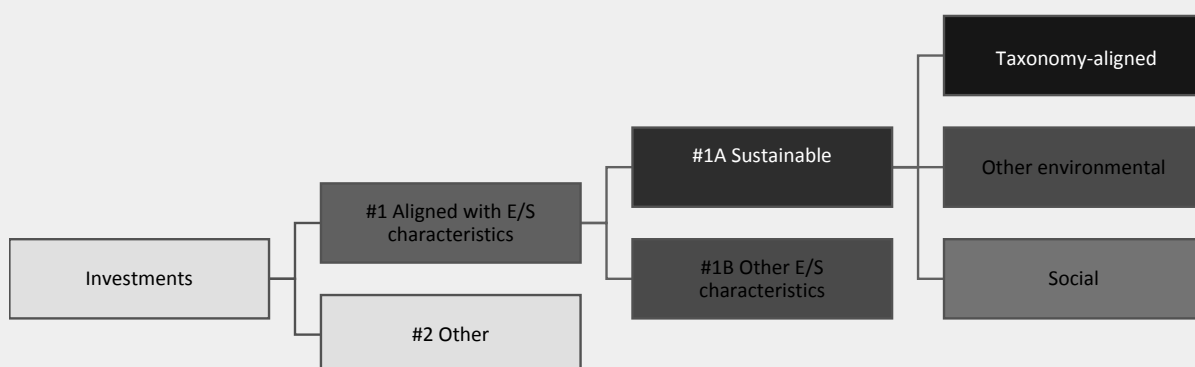 Investments
#1 Aligned with E/S
characteristics
#2 Other
#1A Sustainable
#1B Other E/S
characteristics
Taxonomy-aligned
Other environmental
Social